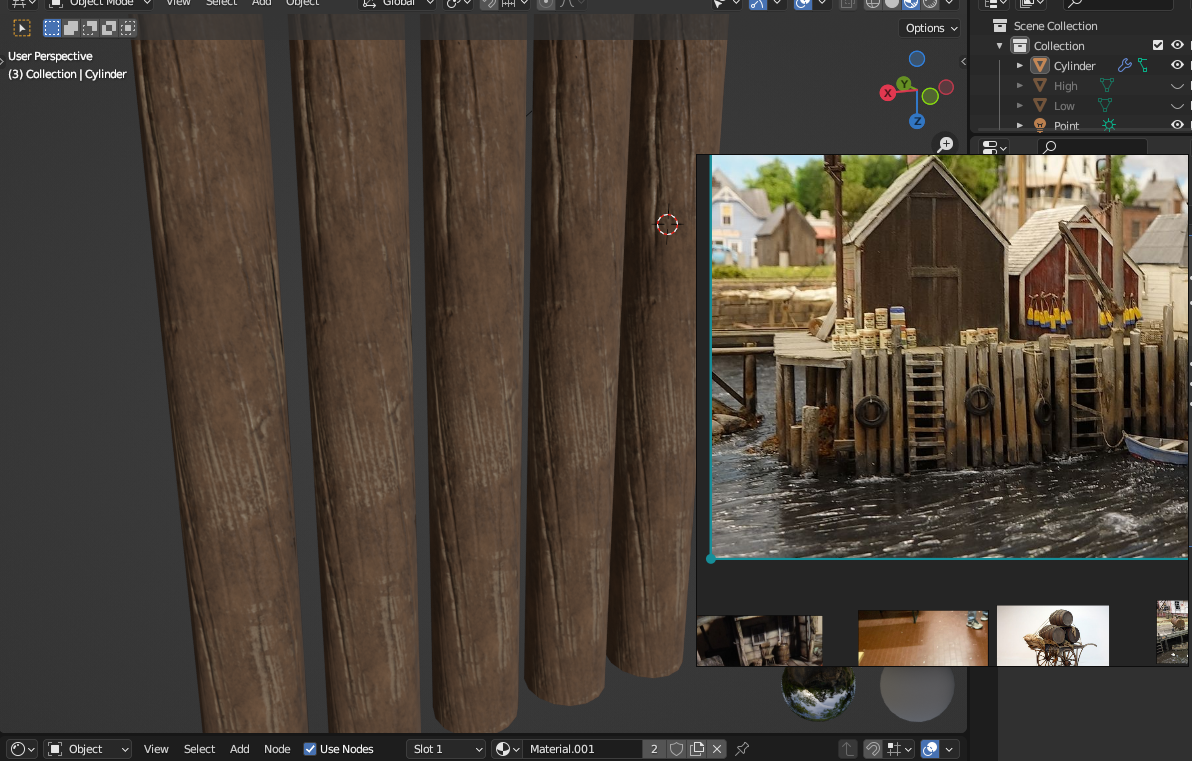 Object Mode View Select Add Object Global
Options
User Perspective
(3) Collection | Cylinder
X
Y
Z
Scene Collection
Collection
Cylinder
High
Low
Point
Object View Select Add Node Use Nodes Slot 1 Material.001 2